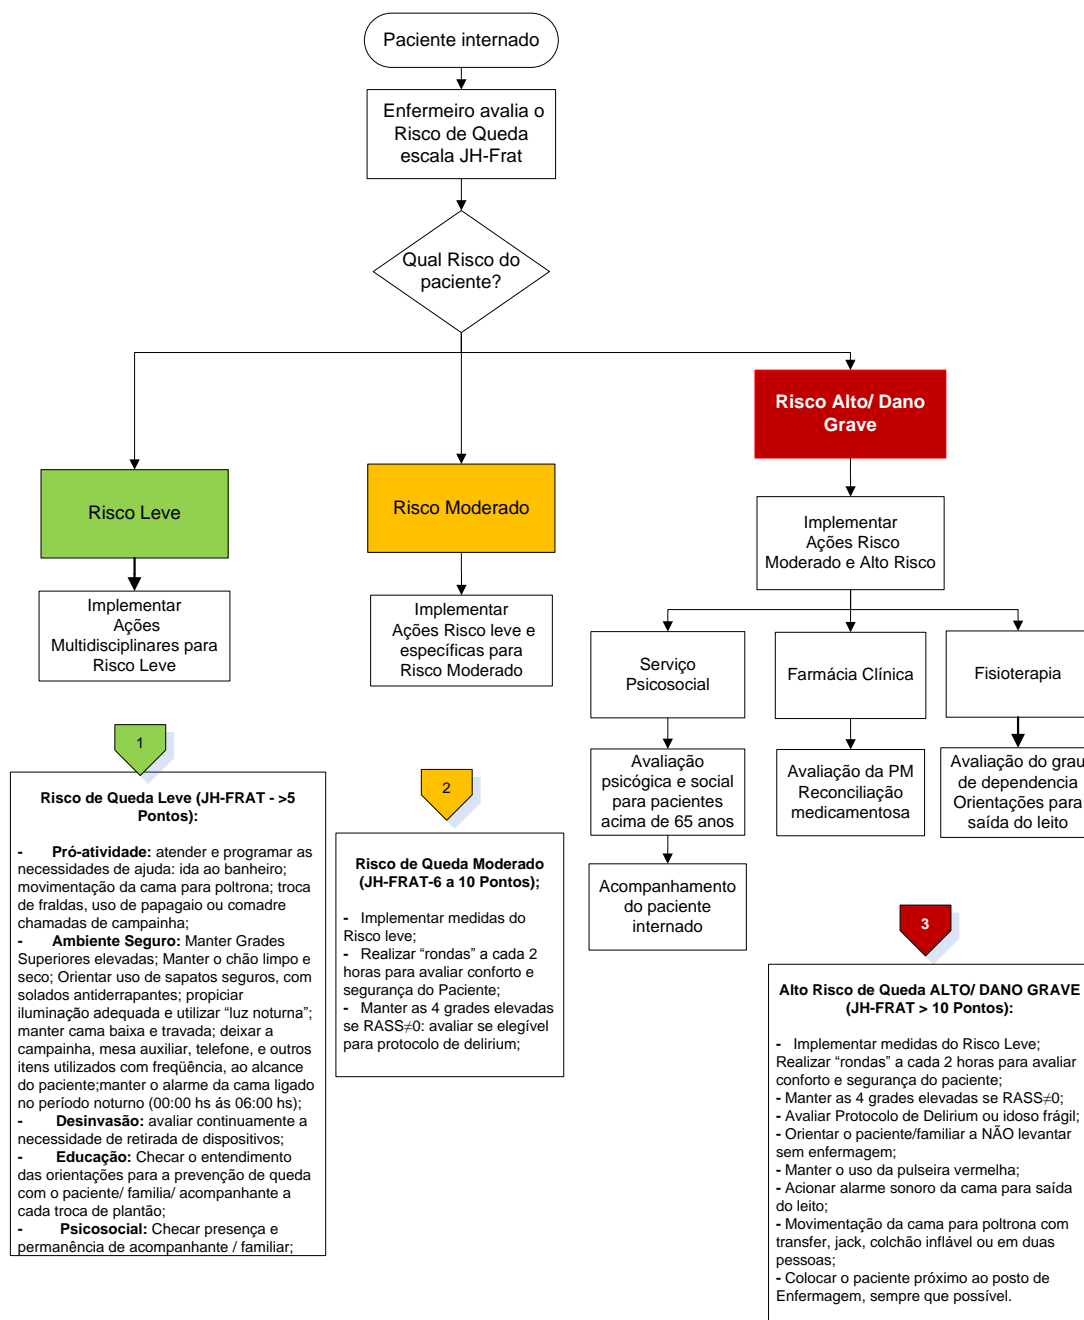 Paciente internado
Enfermeiro avalia o
Risco de Queda
escala JH-Frat
Qual Risco do
paciente?
Risco Alto/ Dano
Grave
Risco Leve
Risco Moderado
Implementar
Ações Risco
Moderado e Alto Risco
Implementar
Ações
Multidisciplinares para
Risco Leve
Implementar
Ações Risco leve e
específicas para
Risco Moderado
Serviço
Psicosocial
Farmácia Clínica
Fisioterapia
Avaliação
psicógica e social
para pacientes
acima de 65 anos
Avaliação da PM
Reconciliação
medicamentosa
Avaliação do grau
de dependencia
Orientações para
saída do leito
Acompanhamento
do paciente
internado
1
Risco de Queda Leve (JH-FRAT - >5
Pontos):
- Pró-atividade: atender e programar as
necessidades de ajuda: ida ao banheiro;
movimentação da cama para poltrona; troca
de fraldas, uso de papagaio ou comadre
chamadas de campainha;
- Ambiente Seguro: Manter Grades
Superiores elevadas; Manter o chão limpo e
seco; Orientar uso de sapatos seguros, com
solados antiderrapantes; propiciar
iluminação adequada e utilizar “luz noturna”;
manter cama baixa e travada; deixar a
campainha, mesa auxiliar, telefone, e outros
itens utilizados com freqüência, ao alcance
do paciente;manter o alarme da cama ligado
no período noturno (00:00 hs ás 06:00 hs);
- Desinvasão: avaliar continuamente a
necessidade de retirada de dispositivos;
- Educação: Checar o entendimento
das orientações para a prevenção de queda
com o paciente/ familia/ acompanhante a
cada troca de plantão;
- Psicosocial: Checar presença e
permanência de acompanhante / familiar;
2
Risco de Queda Moderado
(JH-FRAT-6 a 10 Pontos);
- Implementar medidas do
Risco leve;
- Realizar “rondas” a cada 2
horas para avaliar conforto e
segurança do Paciente;
- Manter as 4 grades elevadas
se RASS≠0: avaliar se elegível
para protocolo de delirium;
3
Alto Risco de Queda ALTO/ DANO GRAVE
(JH-FRAT > 10 Pontos):
- Implementar medidas do Risco Leve;
Realizar “rondas” a cada 2 horas para avaliar
conforto e segurança do paciente;
- Manter as 4 grades elevadas se RASS≠0;
- Avaliar Protocolo de Delirium ou idoso frágil;
- Orientar o paciente/familiar a NÃO levantar
sem enfermagem;
- Manter o uso da pulseira vermelha;
- Acionar alarme sonoro da cama para saída
do leito;
- Movimentação da cama para poltrona com
transfer, jack, colchão inflável ou em duas
pessoas;
- Colocar o paciente próximo ao posto de
Enfermagem, sempre que possível.